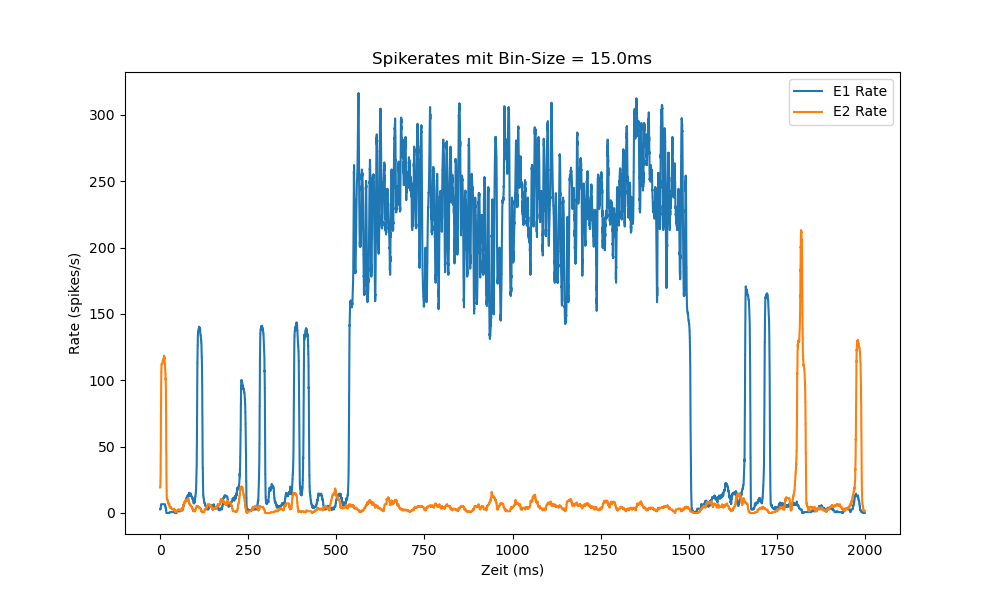 Spikerates mit Bin-Size = 15.0ms
E1 Rate
E2 Rate
300
250
200
150
100
50
0
Rate (spikes/s)
0 250 500 750 1000 1250 1500 1750 2000
Zeit (ms)